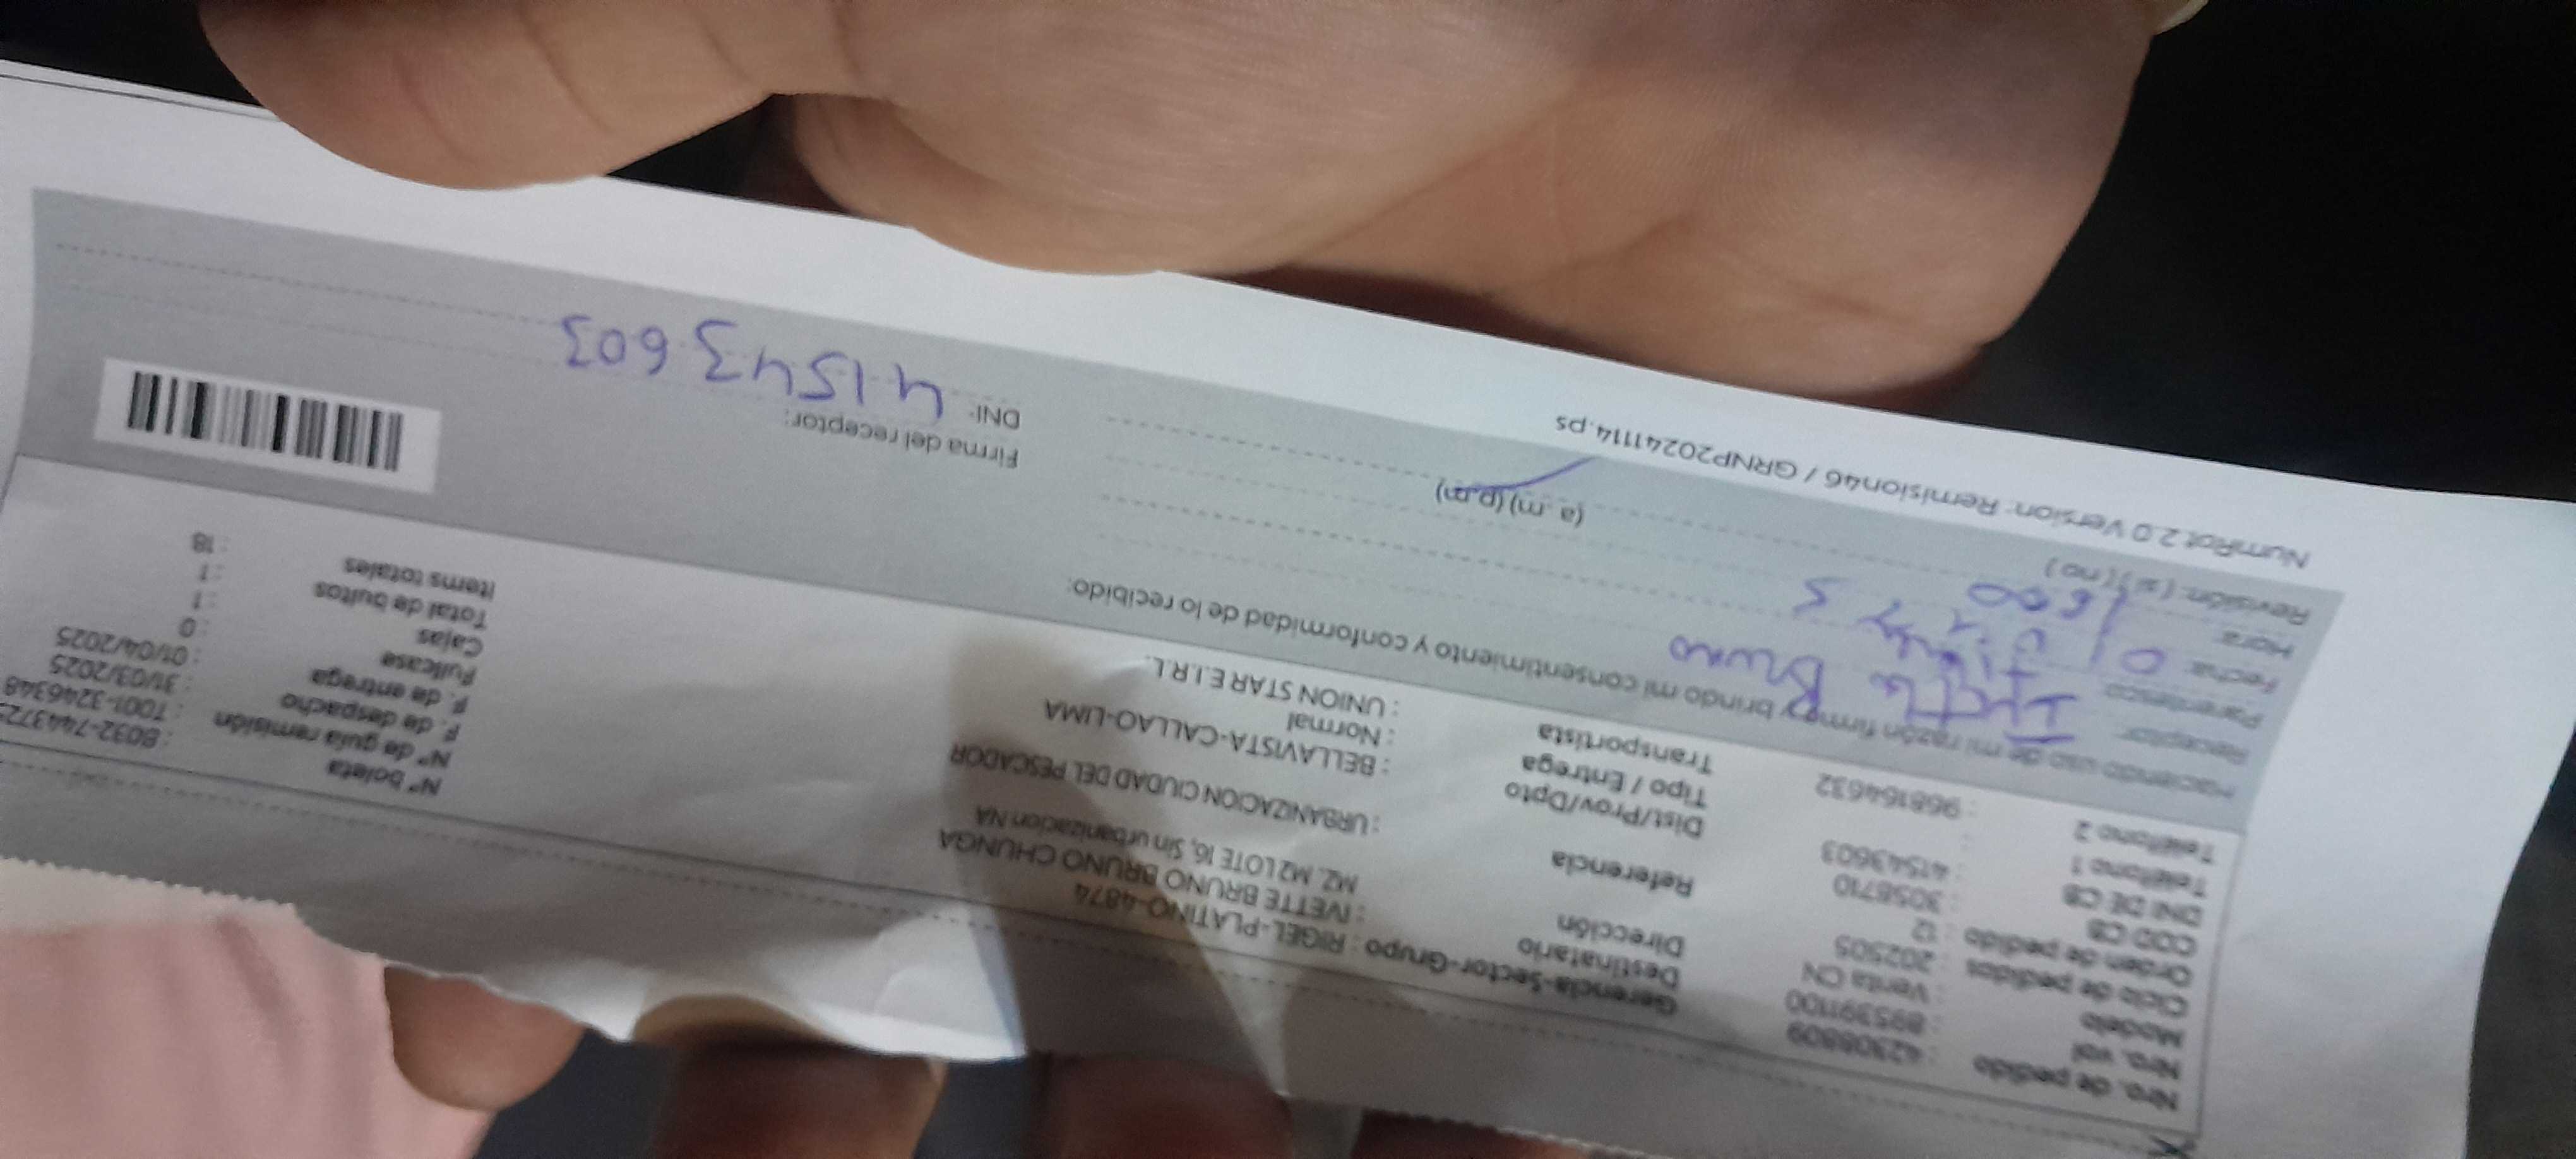 Nro. de pedido : 42308809
Nro. vol : 895391100
Modelo : Venta CN
Ciclo de pedidos : 202505
Orden de pedido : 12
COD CB : 3058710
DNI DE CB : 41543603
Teléfono 1 :
Teléfono 2 : 968164632
Gerencia-Sector-Grupo : RIGEL-PLATINO-4874
Destinatario : IVETTE BRUNO BRUNO CHUNGA
Dirección MZ. M2 LOTE 16, Sin urbanizacion NA
Referencia : URBANIZACION CIUDAD DEL PESCADOR
Dist/Prov/Dpto : BELLAVISTA-CALLAO-LIMA
Tipo / Entrega : Normal
Transportista : UNION STAR E.I.R.L.
N° boleta : B032-744372
N° de guía remisión : T001-3246348
F. de despacho : 31/03/2025
F. de entrega : 01/04/2025
Fullcase : 0
Cajas : 1
Total de bultos : 1
Items totales : 18
Haciendo uso de mi razón firmo y brindo mi consentimiento y conformidad de lo recibido:
Receptor Bruno
Parentesco
Fecha:
Hora: 1600 (a. m) (p.m)
Revisión: ( si ) ( no )
Firma del receptor:
DNI: 41543603
NumRot 2.0 Version: Remision46 / GRNP20241114.ps